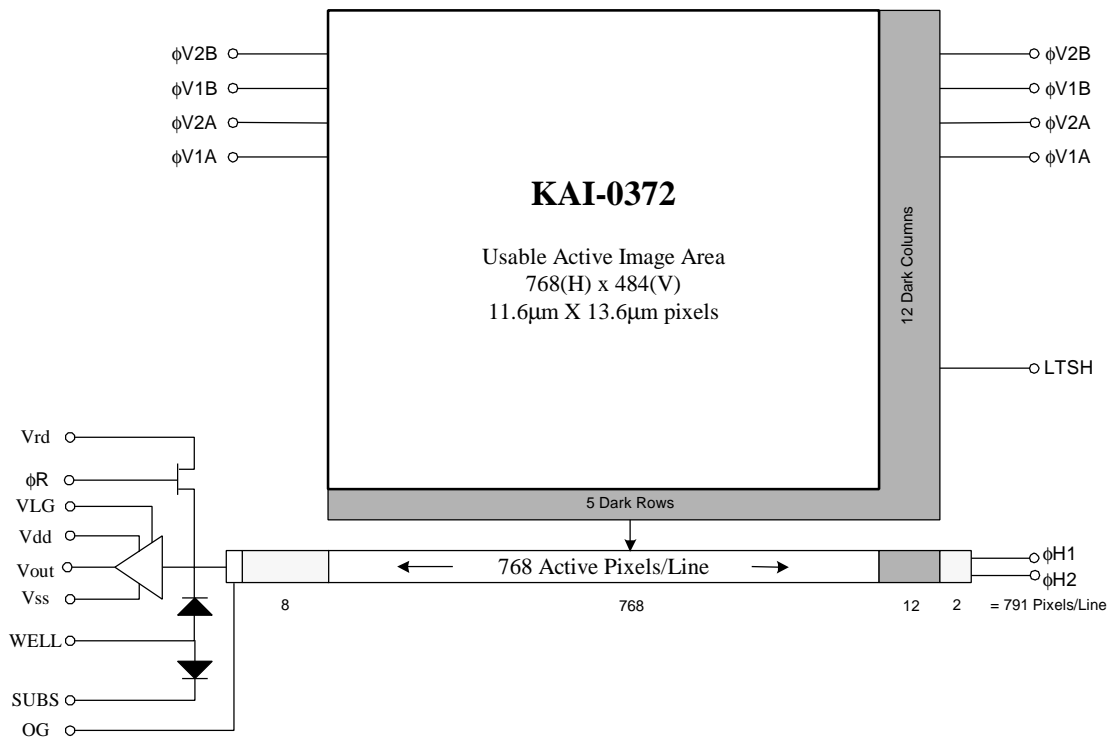 ϕV2B
ϕV1B
ϕV2A
ϕV1A
KAI-0372
Usable Active Image Area
768(H) x 484(V)
11.6µm X 13.6µm pixels
12 Dark Columns
ϕV2B
ϕV1B
ϕV2A
ϕV1A
LTSH
5 Dark Rows
Vrd
ϕR
VLG
Vdd
Vout
Vss
WELL
SUBS
OG
768 Active Pixels/Line
ϕH1
ϕH2
8 768 12 2 = 791 Pixels/Line